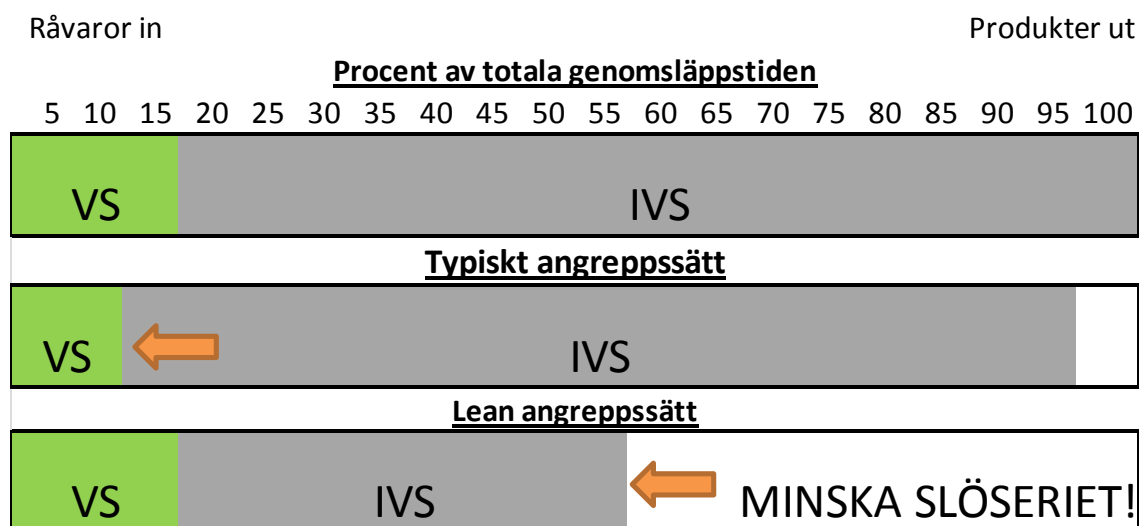 Råvaror in Produkter ut
Procent av totala genomsläppstiden
5 10 15 20 25 30 35 40 45 50 55 60 65 70 75 80 85 90 95 100
VS IVS
Typiskt angreppssätt
VS IVS
Lean angreppssätt
VS IVS MINSKA SLÖSERIET!